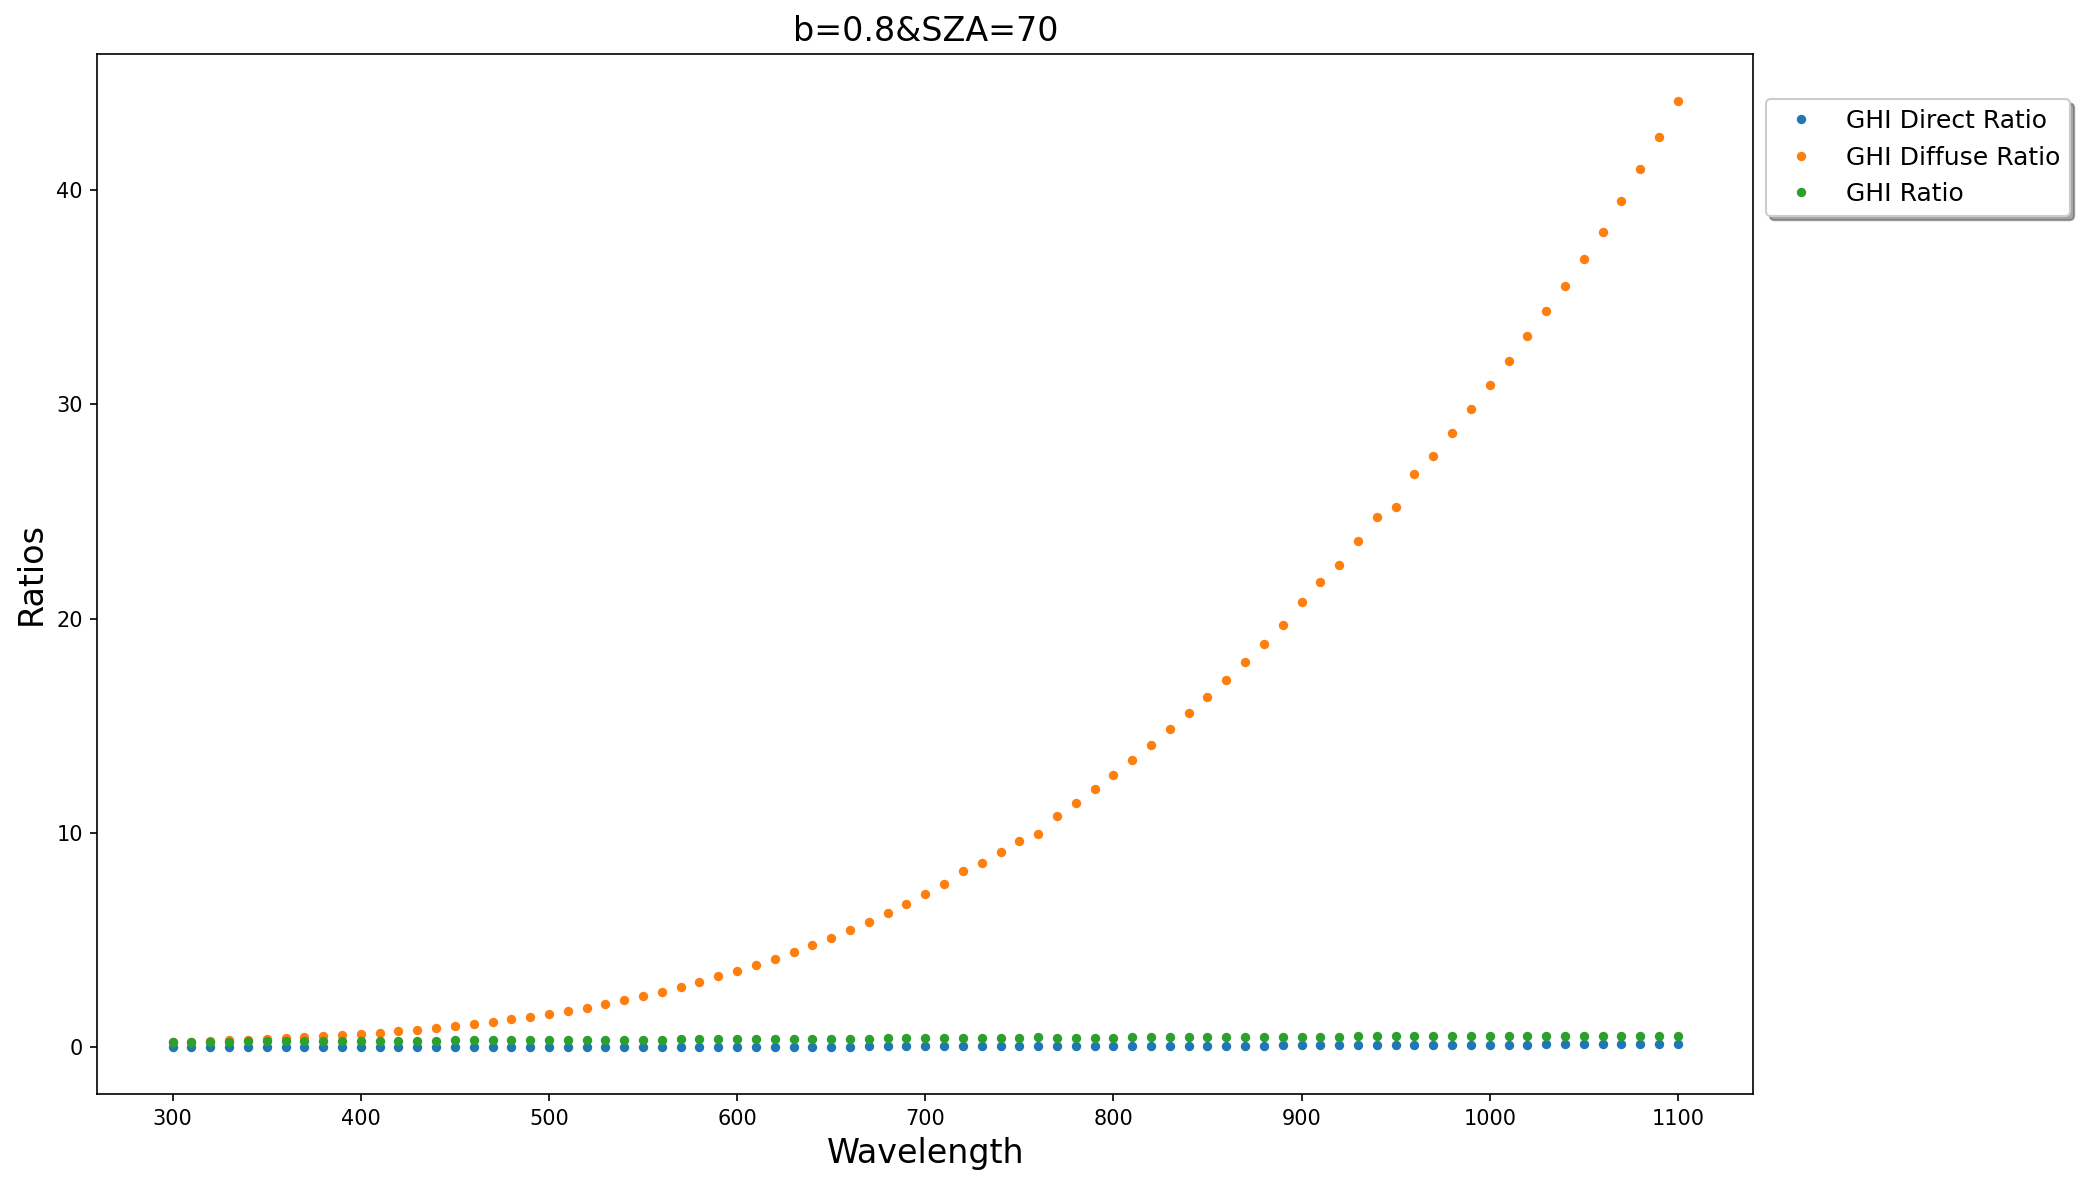 b=0.8&SZA=70
GHI Direct Ratio
GHI Diffuse Ratio
GHI Ratio
Ratios
40
30
20
10
0
300 400 500 600 700 800 900 1000 1100
Wavelength